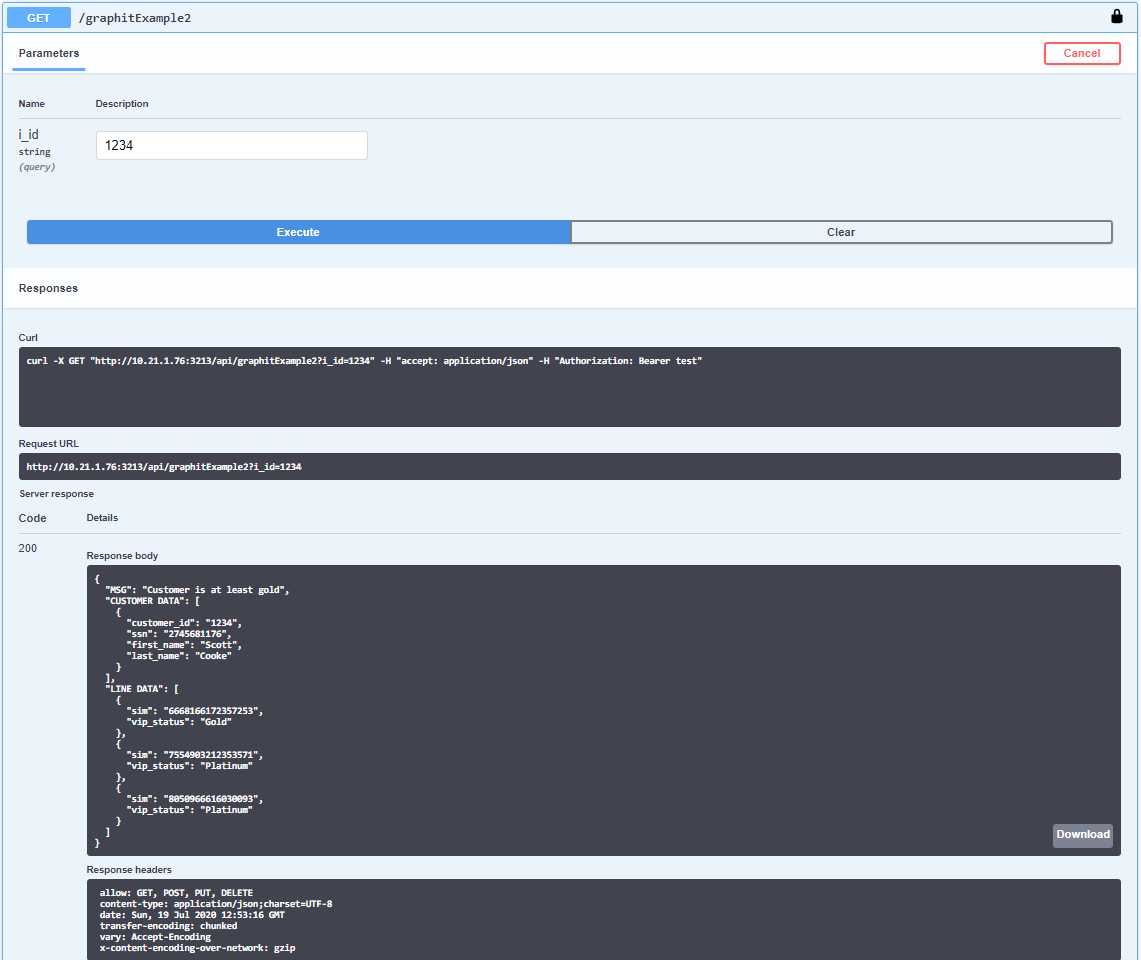 GET /graphitExample2
Parameters
Cancel
Name Description
i_id
string
(query)
1234
Execute Clear
Responses
Curl
curl -X GET "http://10.21.1.76:3213/api/graphitExample2?i_id=1234" -H "accept: application/json" -H "Authorization: Bearer test"
Request URL
http://10.21.1.76:3213/api/graphitExample2?i_id=1234
Server response
Code Details
200
Response body
{
  "MSG": "Customer is at least gold",
  "CUSTOMER DATA": [
    {
      "customer_id": "1234",
      "ssn": "2745681176",
      "first_name": "Scott",
      "last_name": "Cooke"
    }
  ],
  "LINE DATA": [
    {
      "sim": "6668166172357253",
      "vip_status": "Gold"
    },
    {
      "sim": "7554903212353571",
      "vip_status": "Platinum"
    },
    {
      "sim": "8050966616030093",
      "vip_status": "Platinum"
    }
  ]
}
Download
Response headers
allow: GET, POST, PUT, DELETE
content-type: application/json;charset=UTF-8
date: Sun, 19 Jul 2020 12:53:16 GMT
transfer-encoding: chunked
vary: Accept-Encoding
x-content-encoding-over-network: gzip